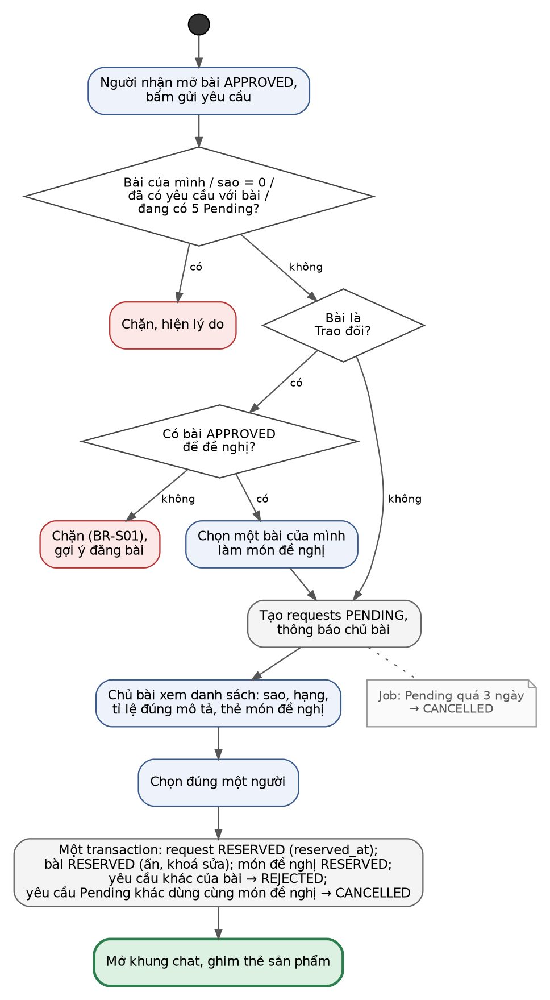 Người nhận mở bài APPROVED,
bấm gửi yêu cầu
Bài của mình / sao = 0 /
đã có yêu cầu với bài /
đang có 5 Pending?
có
không
Chặn, hiện lý do
Bài là
Trao đổi?
có
Có bài APPROVED
để đề nghị?
không
có
không
Chặn (BR-S01),
gợi ý đăng bài
Chọn một bài của mình
làm món đề nghị
Tạo requests PENDING,
thông báo chủ bài
Chủ bài xem danh sách: sao, hạng,
tỉ lệ đúng mô tả, thẻ món đề nghị
Job: Pending quá 3 ngày
→ CANCELLED
Chọn đúng một người
Một transaction: request RESERVED (reserved_at);
bài RESERVED (ẩn, khoá sửa); món đề nghị RESERVED;
yêu cầu khác của bài → REJECTED;
yêu cầu Pending khác dùng cùng món đề nghị → CANCELLED
Mở khung chat, ghim thẻ sản phẩm